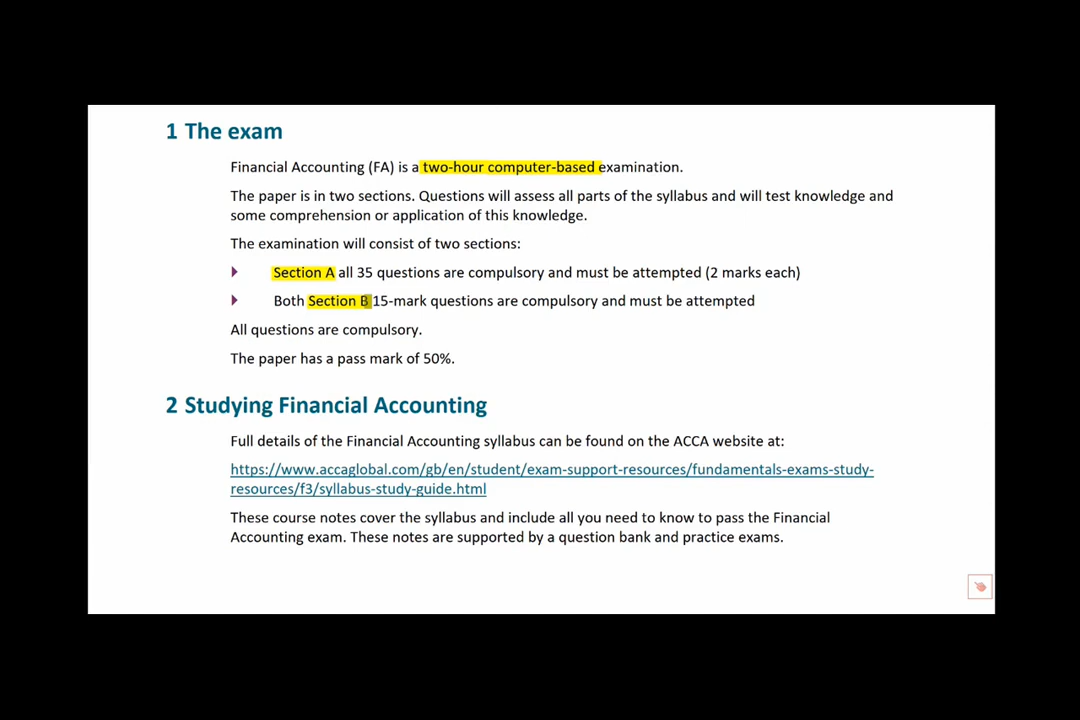 1 The exam
Financial Accounting (FA) is a two-hour computer-based examination.
The paper is in two sections. Questions will assess all parts of the syllabus and will test knowledge and
some comprehension or application of this knowledge.
The examination will consist of two sections:
Section A all 35 questions are compulsory and must be attempted (2 marks each)
Both Section B 15-mark questions are compulsory and must be attempted
All questions are compulsory.
The paper has a pass mark of 50%.
2 Studying Financial Accounting
Full details of the Financial Accounting syllabus can be found on the ACCA website at:
https://www.accaglobal.com/gb/en/student/exam-support-resources/fundamentals-exams-study-
resources/f3/syllabus-study-guide.html
These course notes cover the syllabus and include all you need to know to pass the Financial
Accounting exam. These notes are supported by a question bank and practice exams.